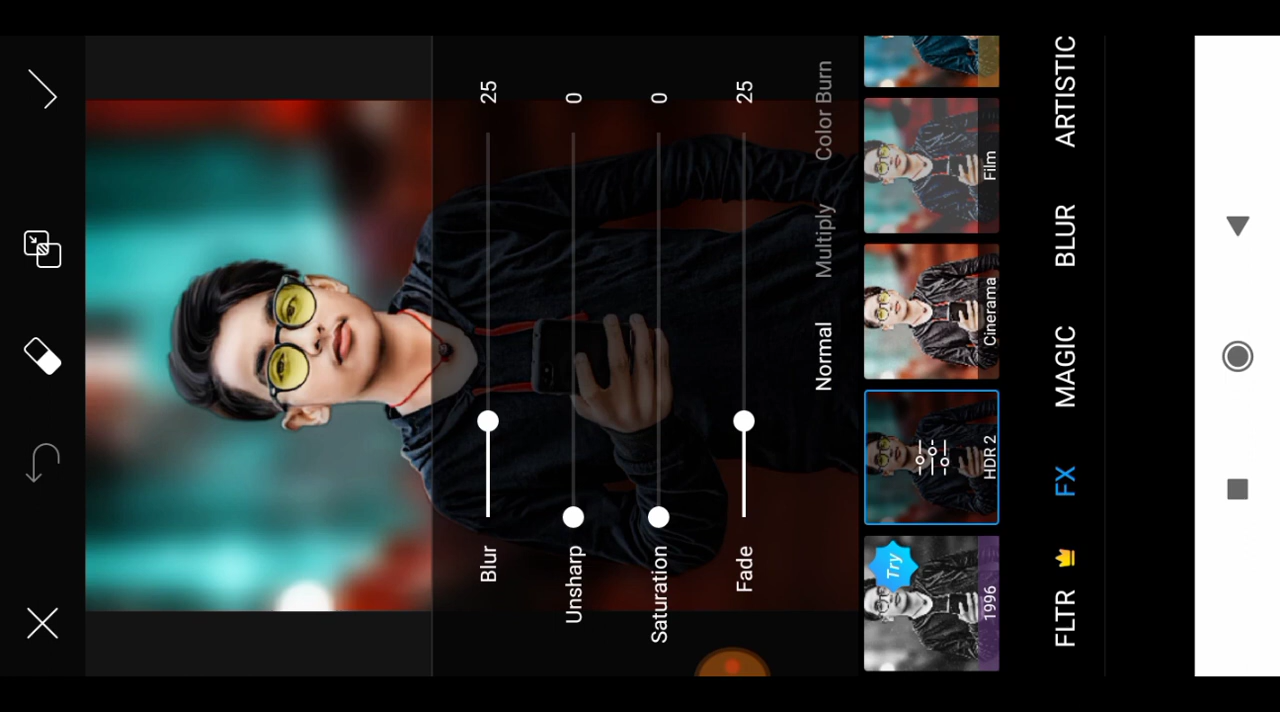 Blur 25
Unsharp 0
Saturation 0
Fade 25
Normal Multiply Color Burn
Try
1996 HDR 2 Cinerama Film
FLTR FX MAGIC BLUR ARTISTIC